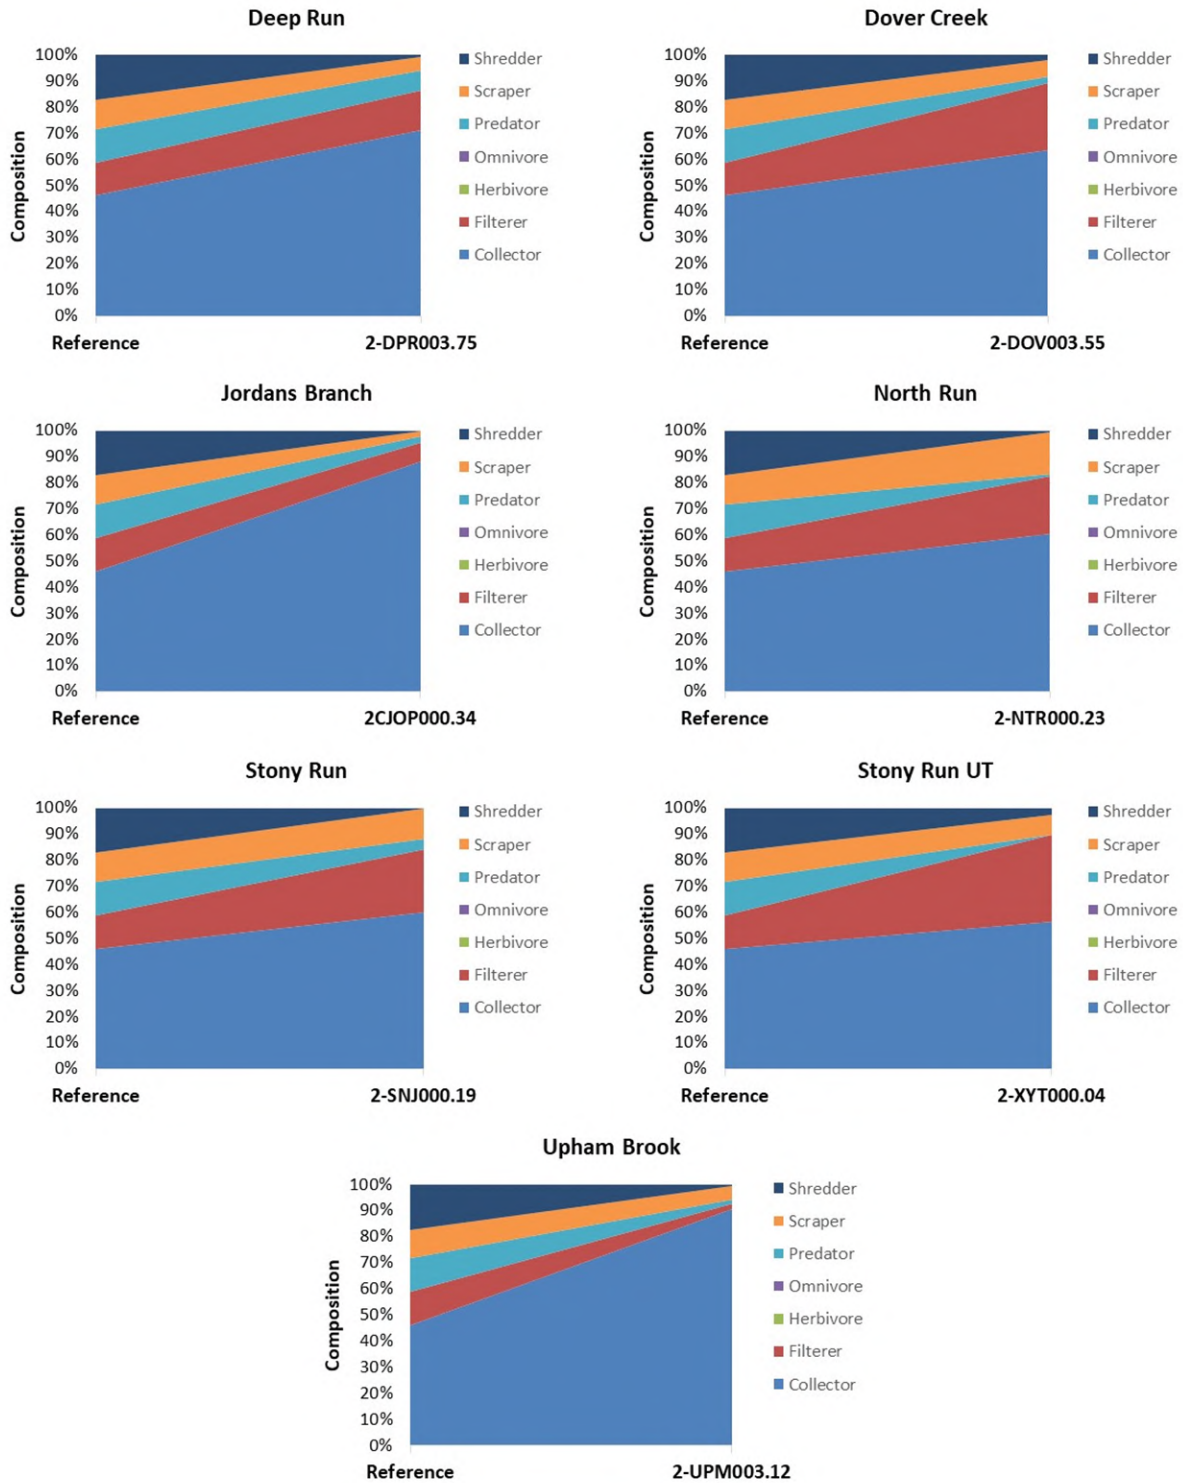 Deep Run
100%
90%
80%
70%
60%
50%
40%
30%
20%
10%
0%
Composition
Reference
2-DPR003.75
Shredder
Scraper
Predator
Omnivore
Herbivore
Filterer
Collector
Dover Creek
100%
90%
80%
70%
60%
50%
40%
30%
20%
10%
0%
Composition
Reference
2-DOV003.55
Shredder
Scraper
Predator
Omnivore
Herbivore
Filterer
Collector
Jordans Branch
100%
90%
80%
70%
60%
50%
40%
30%
20%
10%
0%
Composition
Reference
2CJOP000.34
Shredder
Scraper
Predator
Omnivore
Herbivore
Filterer
Collector
North Run
100%
90%
80%
70%
60%
50%
40%
30%
20%
10%
0%
Composition
Reference
2-NTR000.23
Shredder
Scraper
Predator
Omnivore
Herbivore
Filterer
Collector
Stony Run
100%
90%
80%
70%
60%
50%
40%
30%
20%
10%
0%
Composition
Reference
2-SNJ000.19
Shredder
Scraper
Predator
Omnivore
Herbivore
Filterer
Collector
Stony Run UT
100%
90%
80%
70%
60%
50%
40%
30%
20%
10%
0%
Composition
Reference
2-XYT000.04
Shredder
Scraper
Predator
Omnivore
Herbivore
Filterer
Collector
Upham Brook
100%
90%
80%
70%
60%
50%
40%
30%
20%
10%
0%
Composition
Reference
2-UPM003.12
Shredder
Scraper
Predator
Omnivore
Herbivore
Filterer
Collector